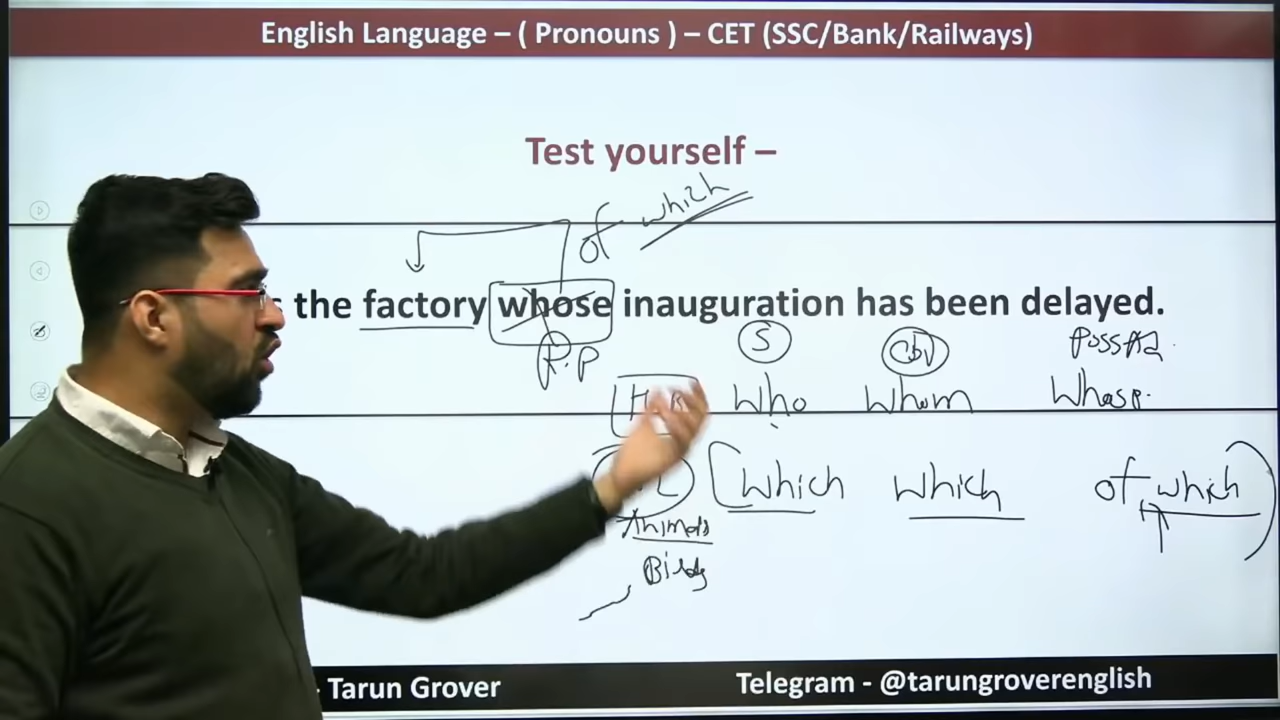 English Language – ( Pronouns ) – CET (SSC/Bank/Railways)
Test yourself –
of which
the factory whose inauguration has been delayed.
R.P
S
Obj
Who Whom Whose
which which of which
Animals
Birds
- Tarun Grover
Telegram - @tarungroverenglish